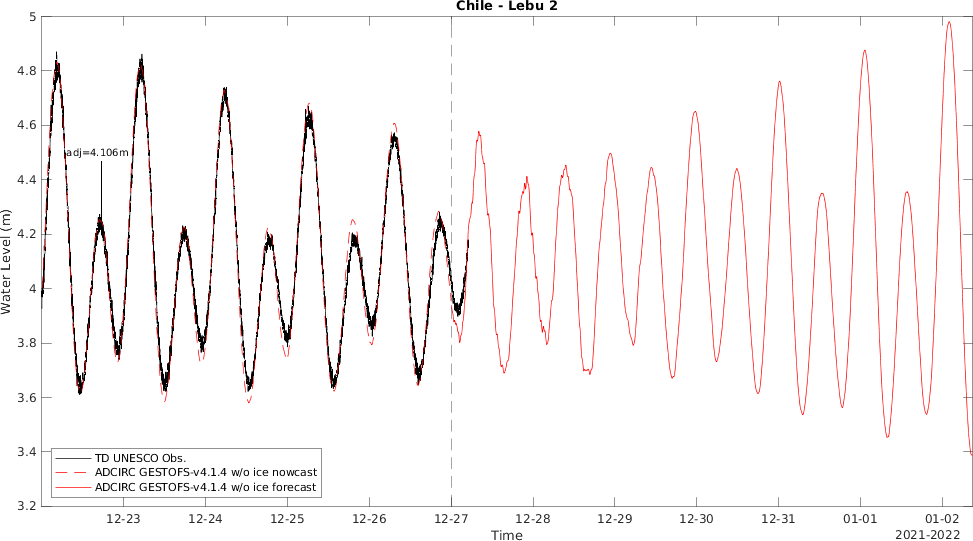 Chile - Lebu 2
5
4.8
4.6
4.4
4.2
4
3.8
3.6
3.4
3.2
Water Level (m)
adj=4.106m
TD UNESCO Obs.
ADCIRC GESTOFS-v4.1.4 w/o ice nowcast
ADCIRC GESTOFS-v4.1.4 w/o ice forecast
12-23 12-24 12-25 12-26 12-27 12-28 12-29 12-30 12-31 01-01 01-02
2021-2022
Time